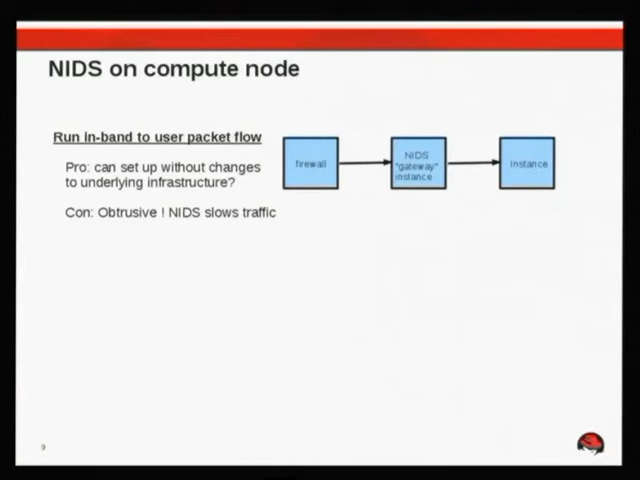 NIDS on compute node
Run in-band to user packet flow
Pro: can set up without changes
to underlying infrastructure?
Con: Obtrusive ! NIDS slows traffic
firewall
NIDS
"gateway"
instance
Instance
9